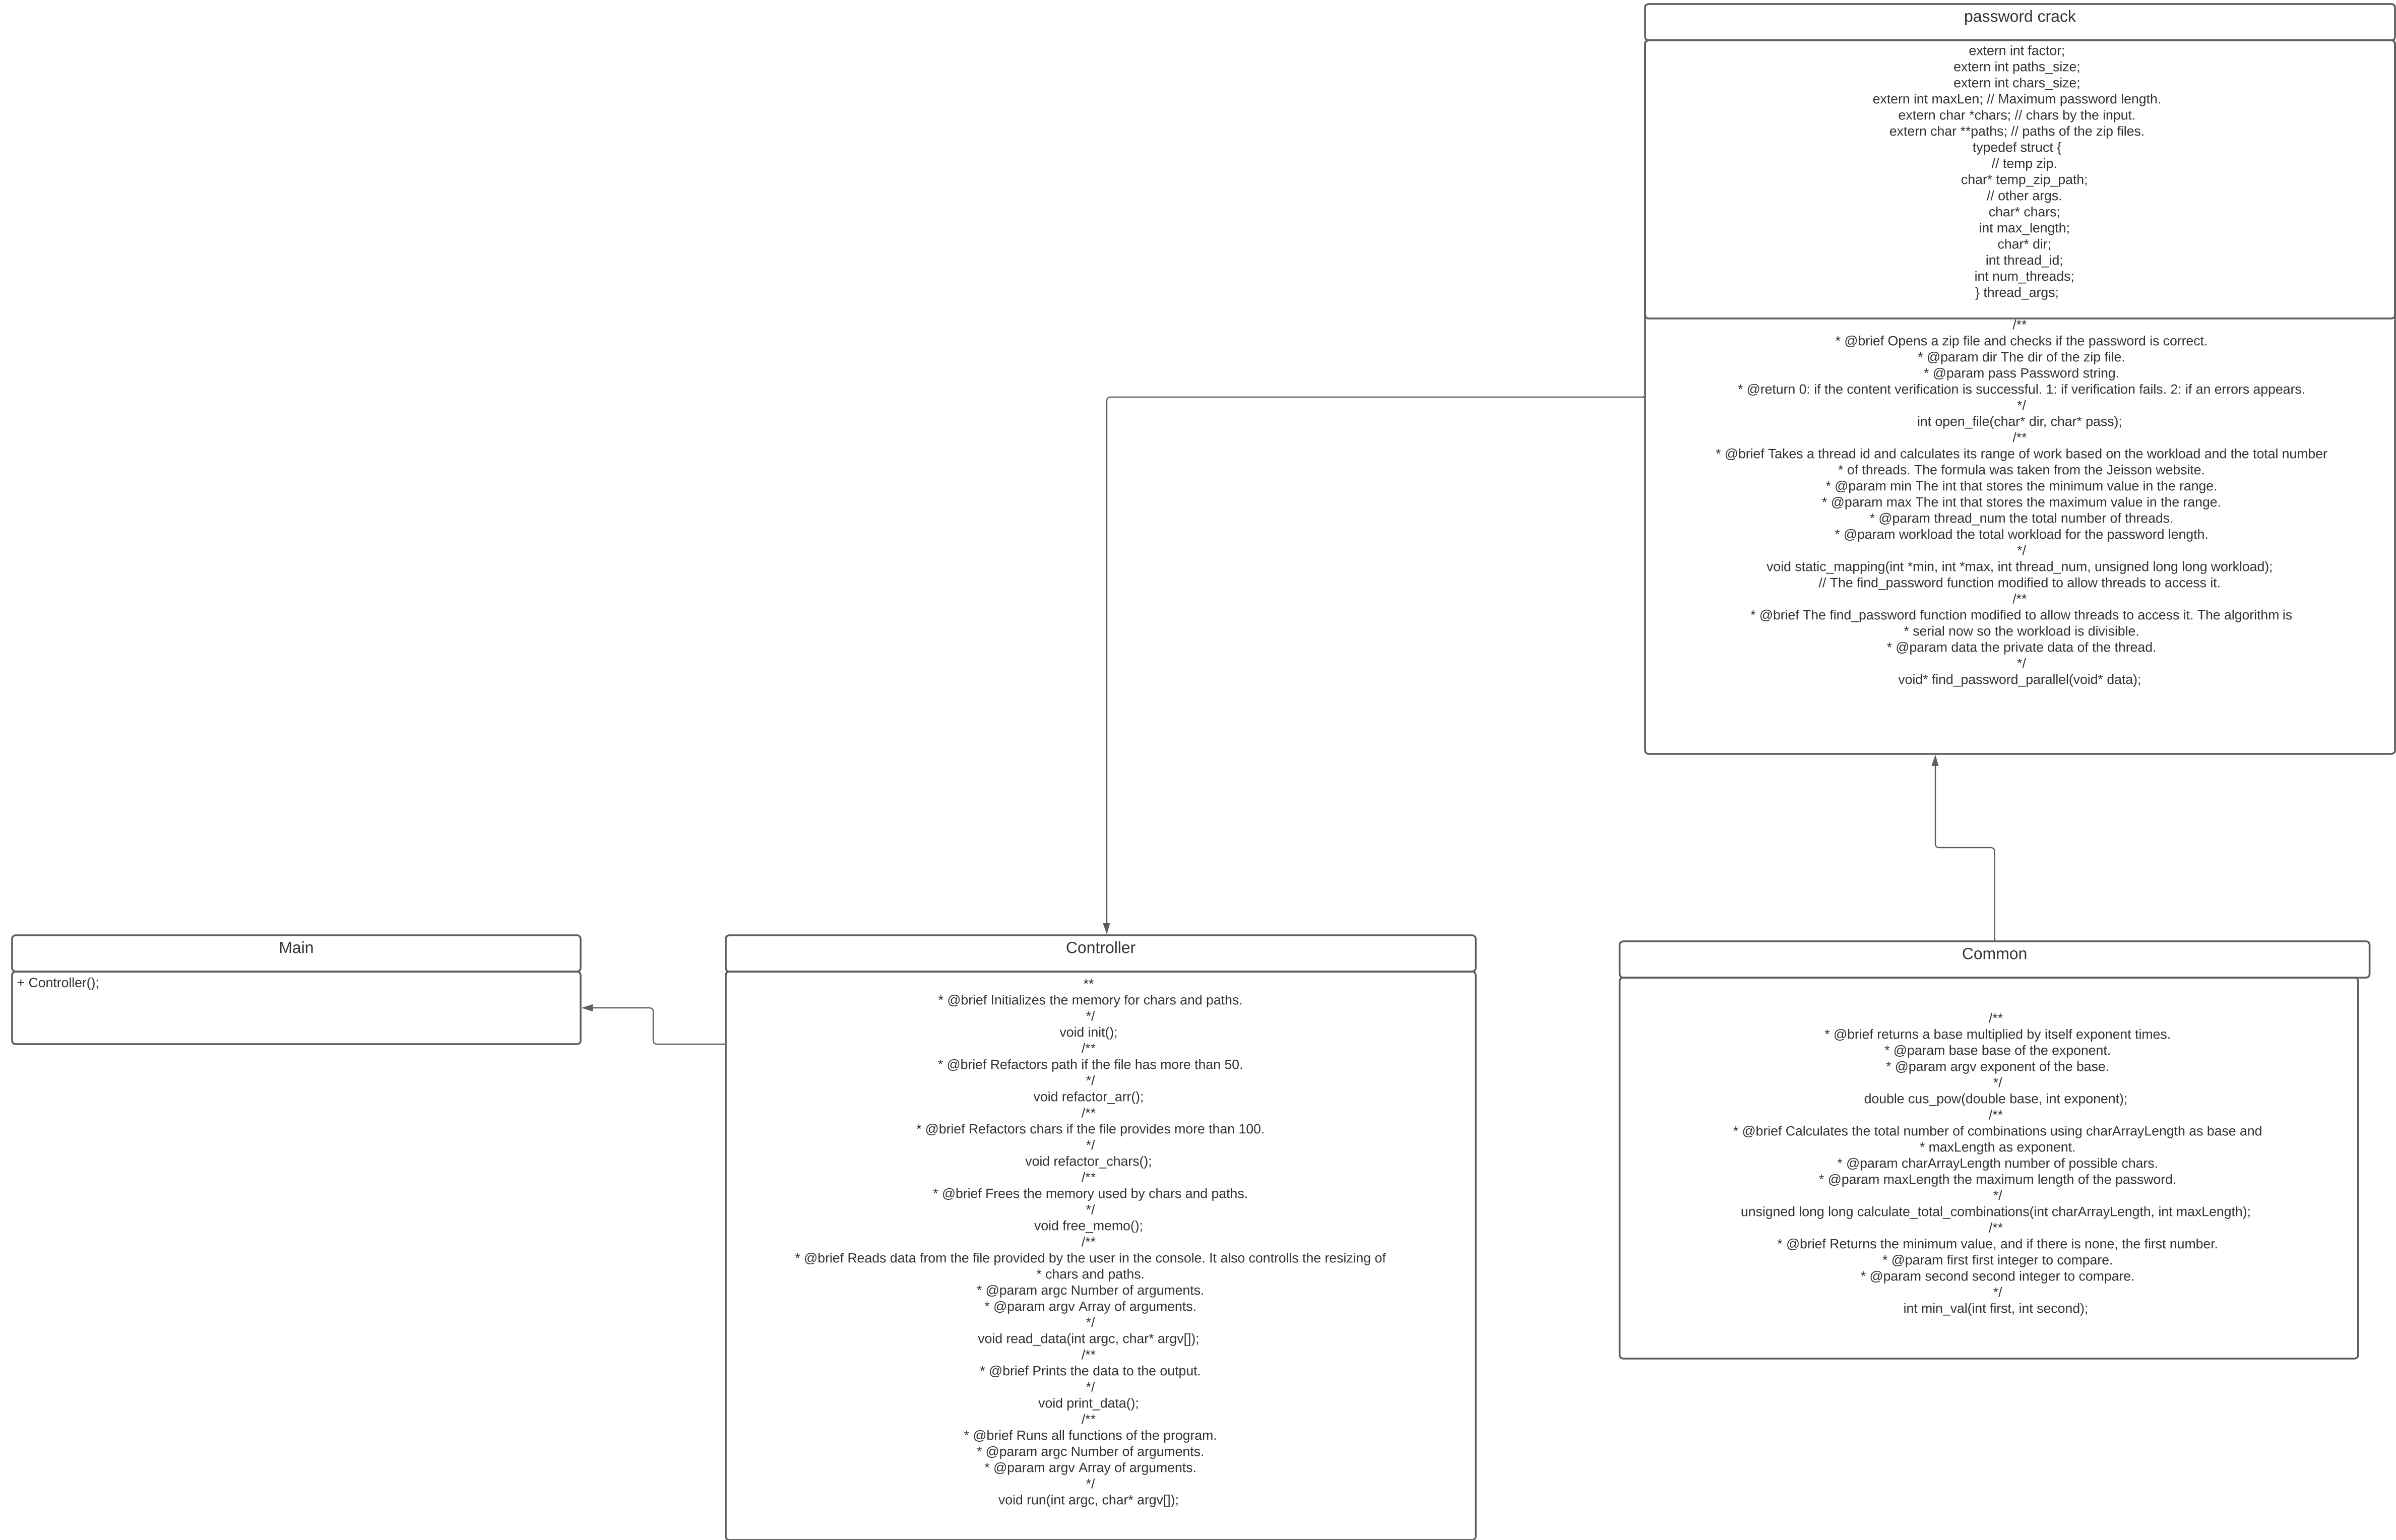 password crack
extern int factor;
extern int paths_size;
extern int chars_size;
extern int maxLen; // Maximum password length.
extern char *chars; // chars by the input.
extern char **paths; // paths of the zip files.
typedef struct {
// temp zip.
char* temp_zip_path;
// other args.
char* chars;
int max_length;
char* dir;
int thread_id;
int num_threads;
} thread_args;
/**
* @brief Opens a zip file and checks if the password is correct.
* @param dir The dir of the zip file.
* @param pass Password string.
* @return 0: if the content verification is successful. 1: if verification fails. 2: if an errors appears.
*/
int open_file(char* dir, char* pass);
/**
* @brief Takes a thread id and calculates its range of work based on the workload and the total number
* of threads. The formula was taken from the Jeisson website.
* @param min The int that stores the minimum value in the range.
* @param max The int that stores the maximum value in the range.
* @param thread_num the total number of threads.
* @param workload the total workload for the password length.
*/
void static_mapping(int *min, int *max, int thread_num, unsigned long long workload);
// The find_password function modified to allow threads to access it.
/**
* @brief The find_password function modified to allow threads to access it. The algorithm is
* serial now so the workload is divisible.
* @param data the private data of the thread.
*/
void* find_password_parallel(void* data);
Main
+ Controller();
Controller
**
* @brief Initializes the memory for chars and paths.
*/
void init();
/**
* @brief Refactors path if the file has more than 50.
*/
void refactor_arr();
/**
* @brief Refactors chars if the file provides more than 100.
*/
void refactor_chars();
/**
* @brief Frees the memory used by chars and paths.
*/
void free_memo();
/**
* @brief Reads data from the file provided by the user in the console. It also controlls the resizing of
* chars and paths.
* @param argc Number of arguments.
* @param argv Array of arguments.
*/
void read_data(int argc, char* argv[]);
/**
* @brief Prints the data to the output.
*/
void print_data();
/**
* @brief Runs all functions of the program.
* @param argc Number of arguments.
* @param argv Array of arguments.
*/
void run(int argc, char* argv[]);
Common
/**
* @brief returns a base multiplied by itself exponent times.
* @param base base of the exponent.
* @param argv exponent of the base.
*/
double cus_pow(double base, int exponent);
/**
* @brief Calculates the total number of combinations using charArrayLength as base and
* maxLength as exponent.
* @param charArrayLength number of possible chars.
* @param maxLength the maximum length of the password.
*/
unsigned long long calculate_total_combinations(int charArrayLength, int maxLength);
/**
* @brief Returns the minimum value, and if there is none, the first number.
* @param first first integer to compare.
* @param second second integer to compare.
*/
int min_val(int first, int second);